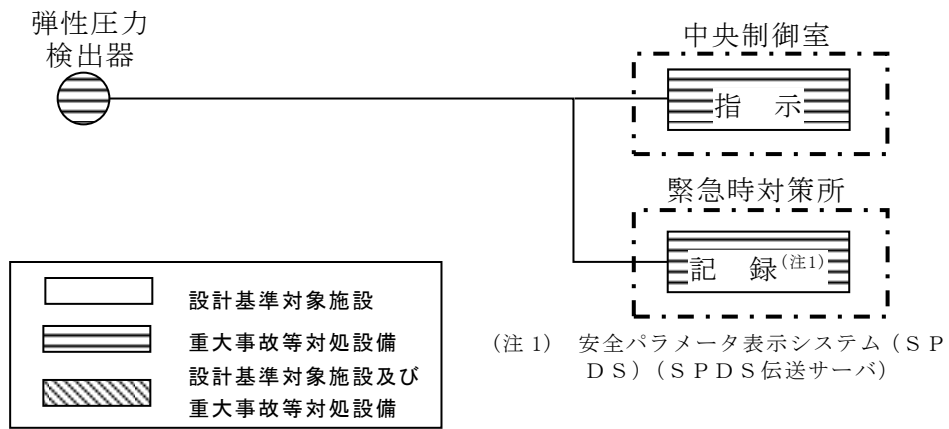 弾性圧力
検出器
中央制御室
指　示
緊急時対策所
記　録(注1)
設計基準対象施設
重大事故等対処設備
設計基準対象施設及び
重大事故等対処設備
(注 1)　安全パラメータ表示システム（ＳＰ
ＤＳ）（ＳＰＤＳ伝送サーバ）